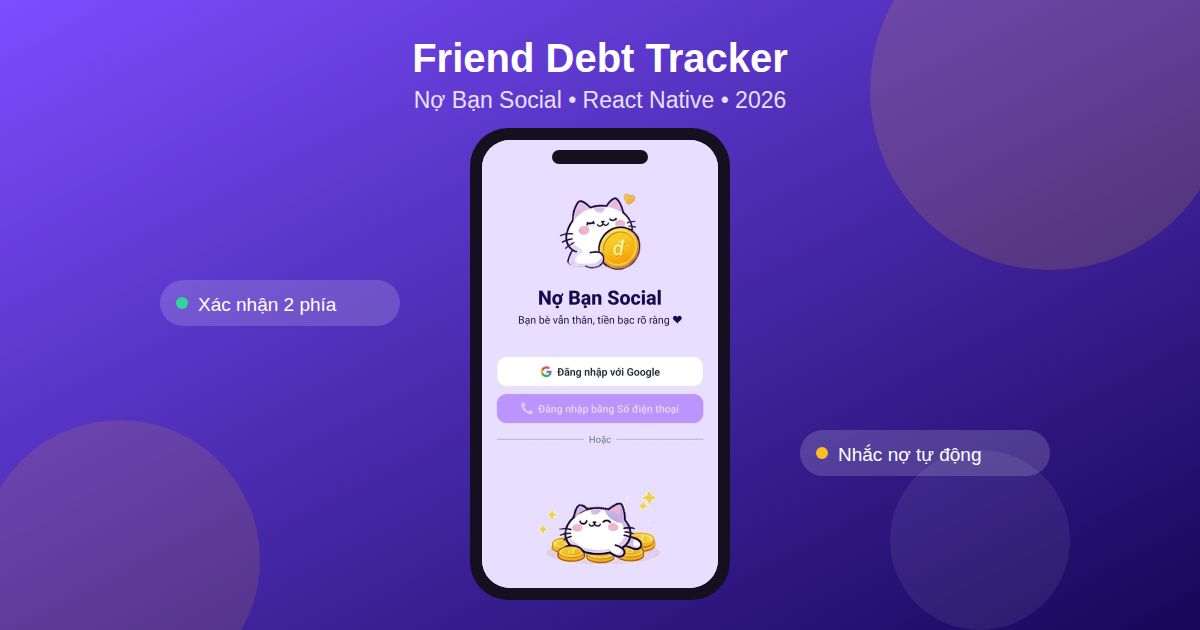 Friend Debt Tracker
Nợ Bạn Social • React Native • 2026
đ
Nợ Bạn Social
Bạn bè vẫn thân, tiền bạc rõ ràng ♥
Xác nhận 2 phía
Đăng nhập với Google
Đăng nhập bằng Số điện thoại
Hoặc
Nhắc nợ tự động